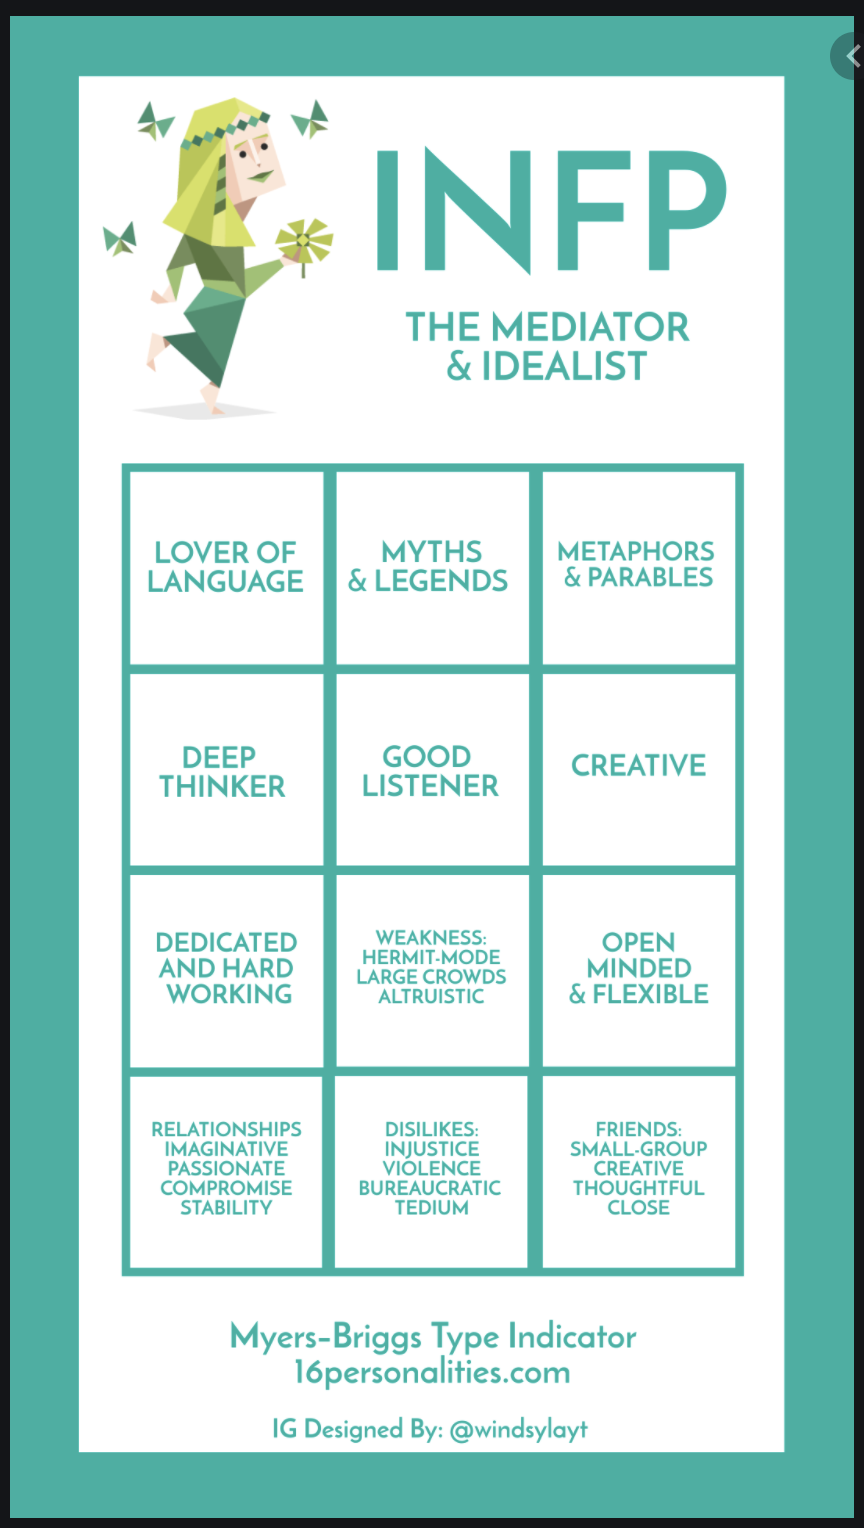 INFP
THE MEDIATOR
& IDEALIST
LOVER OF
LANGUAGE
MYTHS
& LEGENDS
METAPHORS
& PARABLES
DEEP
THINKER
GOOD
LISTENER
CREATIVE
DEDICATED
AND HARD
WORKING
WEAKNESS:
HERMIT-MODE
LARGE CROWDS
ALTRUISTIC
OPEN
MINDED
& FLEXIBLE
RELATIONSHIPS
IMAGINATIVE
PASSIONATE
COMPROMISE
STABILITY
DISILIKES:
INJUSTICE
VIOLENCE
BUREAUCRATIC
TEDIUM
FRIENDS:
SMALL-GROUP
CREATIVE
THOUGHTFUL
CLOSE
Myers-Briggs Type Indicator
16personalities.com
IG Designed By: @windsylayt